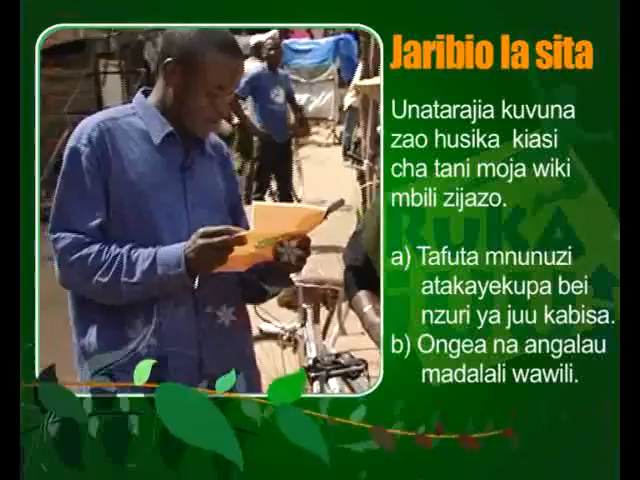 Jaribio la sita
Unatarajia kuvuna
zao husika kiasi
cha tani moja wiki
mbili zijazo.
a) Tafuta mnunuzi
atakayekupa bei
nzuri ya juu kabisa.
b) Ongea na angalau
madalali wawili.
RUKA